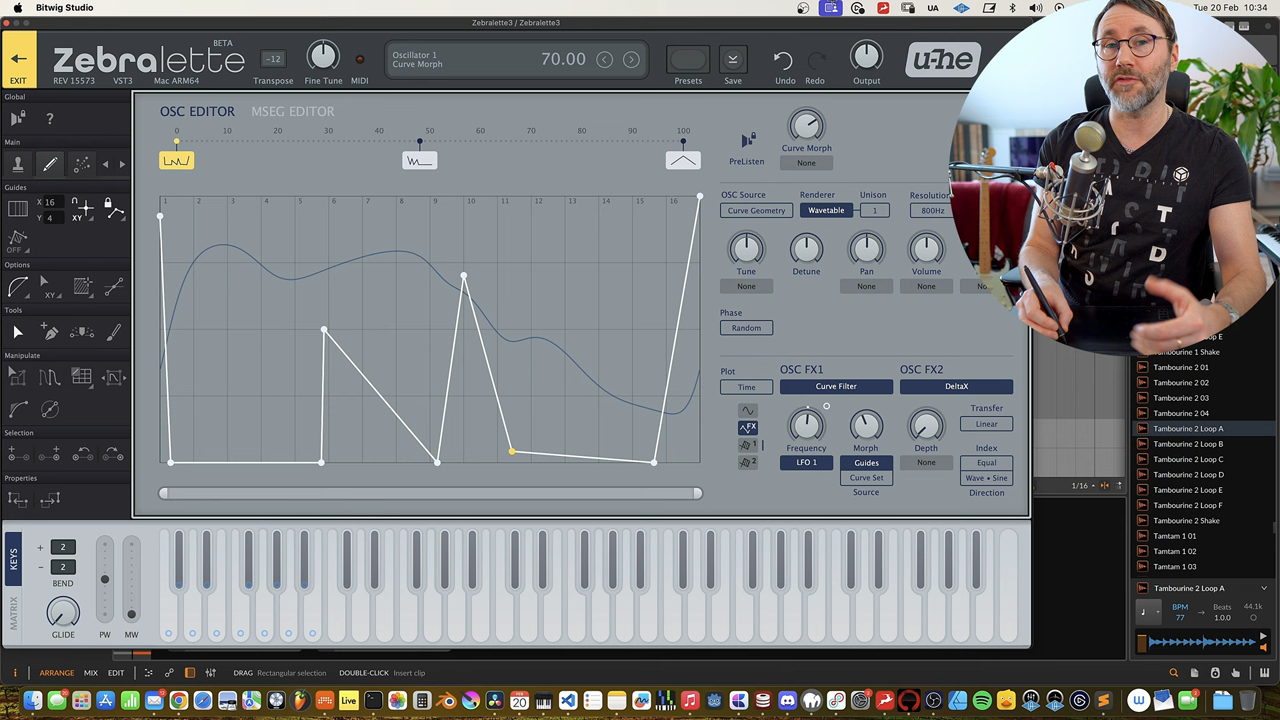 Bitwig Studio
UA
Tue 20 Feb 10:34
Zebralette3 / Zebralette3
EXIT
Zebralette
BETA
REV 15573 VST3 Mac ARM64
-12
Transpose
Fine Tune
MIDI
Oscillator 1
Curve Morph
70.00
Presets
Save
Undo
Redo
Output
u-he
Global
?
Main
Guides
X 16
Y 4
XY
OFF
Options
XY
Tools
Manipulate
Selection
Properties
OSC EDITOR
MSEG EDITOR
0 10 20 30 40 50 60 70 80 90 100
1 2 3 4 5 6 7 8 9 10 11 12 13 14 15 16
PreListen
Curve Morph
None
OSC Source
Renderer
Unison
Resolution
Curve Geometry
Wavetable
1
800Hz
Tune
Detune
Pan
Volume
None
None
None
Phase
Random
Plot
OSC FX1
OSC FX2
Time
Curve Filter
DeltaX
FX
1
2
Frequency
Morph
Depth
Transfer
Linear
LFO 1
Guides
None
Index
Equal
Curve Set
Wave • Sine
Source
Direction
KEYS
MATRIX
+ 2
− 2
BEND
GLIDE
PW
MW
Tambourine 1 Shake
Tambourine 2 01
Tambourine 2 02
Tambourine 2 03
Tambourine 2 04
Tambourine 2 Loop A
Tambourine 2 Loop B
Tambourine 2 Loop C
Tambourine 2 Loop D
Tambourine 2 Loop E
Tambourine 2 Loop F
Tambourine 2 Shake
Tamtam 1 01
Tamtam 1 02
Tamtam 1 03
1/16
Tambourine 2 Loop A
BPM
77
Beats
1.0.0
44.1k
ARRANGE MIX EDIT
DRAG Rectangular selection
DOUBLE-CLICK Insert clip
Live
FEB
20